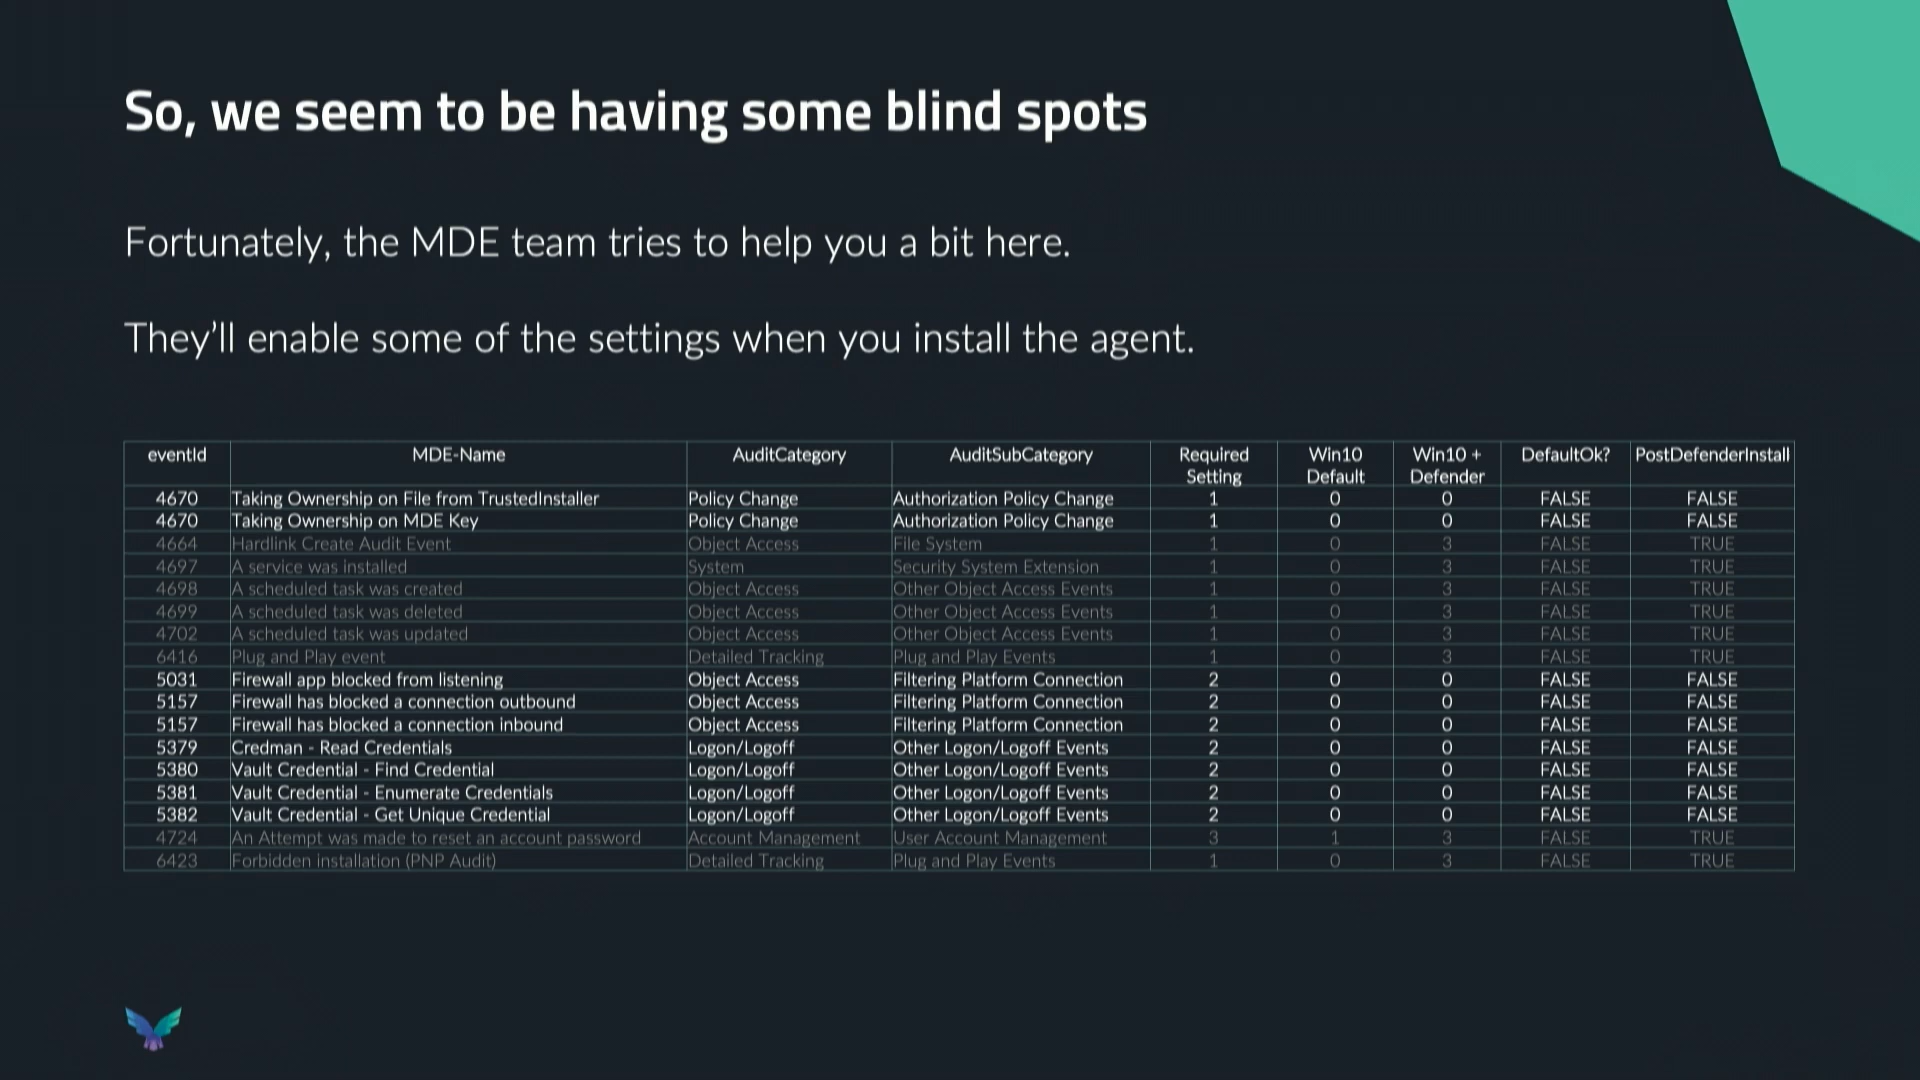 So, we seem to be having some blind spots
Fortunately, the MDE team tries to help you a bit here.
They'll enable some of the settings when you install the agent.
eventId MDE-Name AuditCategory AuditSubCategory Required Setting Win10 Default Win10 + Defender DefaultOk? PostDefenderInstall
4670 Taking Ownership on File from TrustedInstaller Policy Change Authorization Policy Change 1 0 0 FALSE FALSE
4670 Taking Ownership on MDE Key Policy Change Authorization Policy Change 1 0 0 FALSE FALSE
4664 Hardlink Create Audit Event Object Access File System 1 0 3 FALSE TRUE
4697 A service was installed System Security System Extension 1 0 3 FALSE TRUE
4698 A scheduled task was created Object Access Other Object Access Events 1 0 3 FALSE TRUE
4699 A scheduled task was deleted Object Access Other Object Access Events 1 0 3 FALSE TRUE
4702 A scheduled task was updated Object Access Other Object Access Events 1 0 3 FALSE TRUE
6416 Plug and Play event Detailed Tracking Plug and Play Events 1 0 3 FALSE TRUE
5031 Firewall app blocked from listening Object Access Filtering Platform Connection 2 0 0 FALSE FALSE
5157 Firewall has blocked a connection outbound Object Access Filtering Platform Connection 2 0 0 FALSE FALSE
5157 Firewall has blocked a connection inbound Object Access Filtering Platform Connection 2 0 0 FALSE FALSE
5379 Credman - Read Credentials Logon/Logoff Other Logon/Logoff Events 2 0 0 FALSE FALSE
5380 Vault Credential - Find Credential Logon/Logoff Other Logon/Logoff Events 2 0 0 FALSE FALSE
5381 Vault Credential - Enumerate Credentials Logon/Logoff Other Logon/Logoff Events 2 0 0 FALSE FALSE
5382 Vault Credential - Get Unique Credential Logon/Logoff Other Logon/Logoff Events 2 0 0 FALSE FALSE
4724 An Attempt was made to reset an account password Account Management User Account Management 3 1 3 FALSE TRUE
6423 Forbidden installation (PNP Audit) Detailed Tracking Plug and Play Events 1 0 3 FALSE TRUE